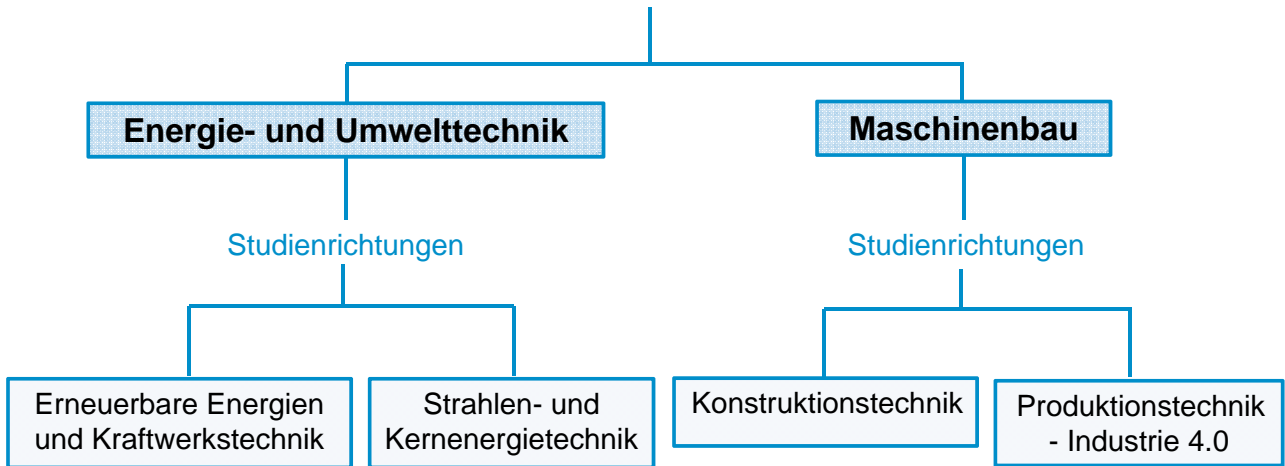 Energie- und Umwelttechnik
Maschinenbau
Studienrichtungen
Studienrichtungen
Erneuerbare Energien
und Kraftwerkstechnik
Strahlen- und
Kernenergietechnik
Konstruktionstechnik
Produktionstechnik
- Industrie 4.0